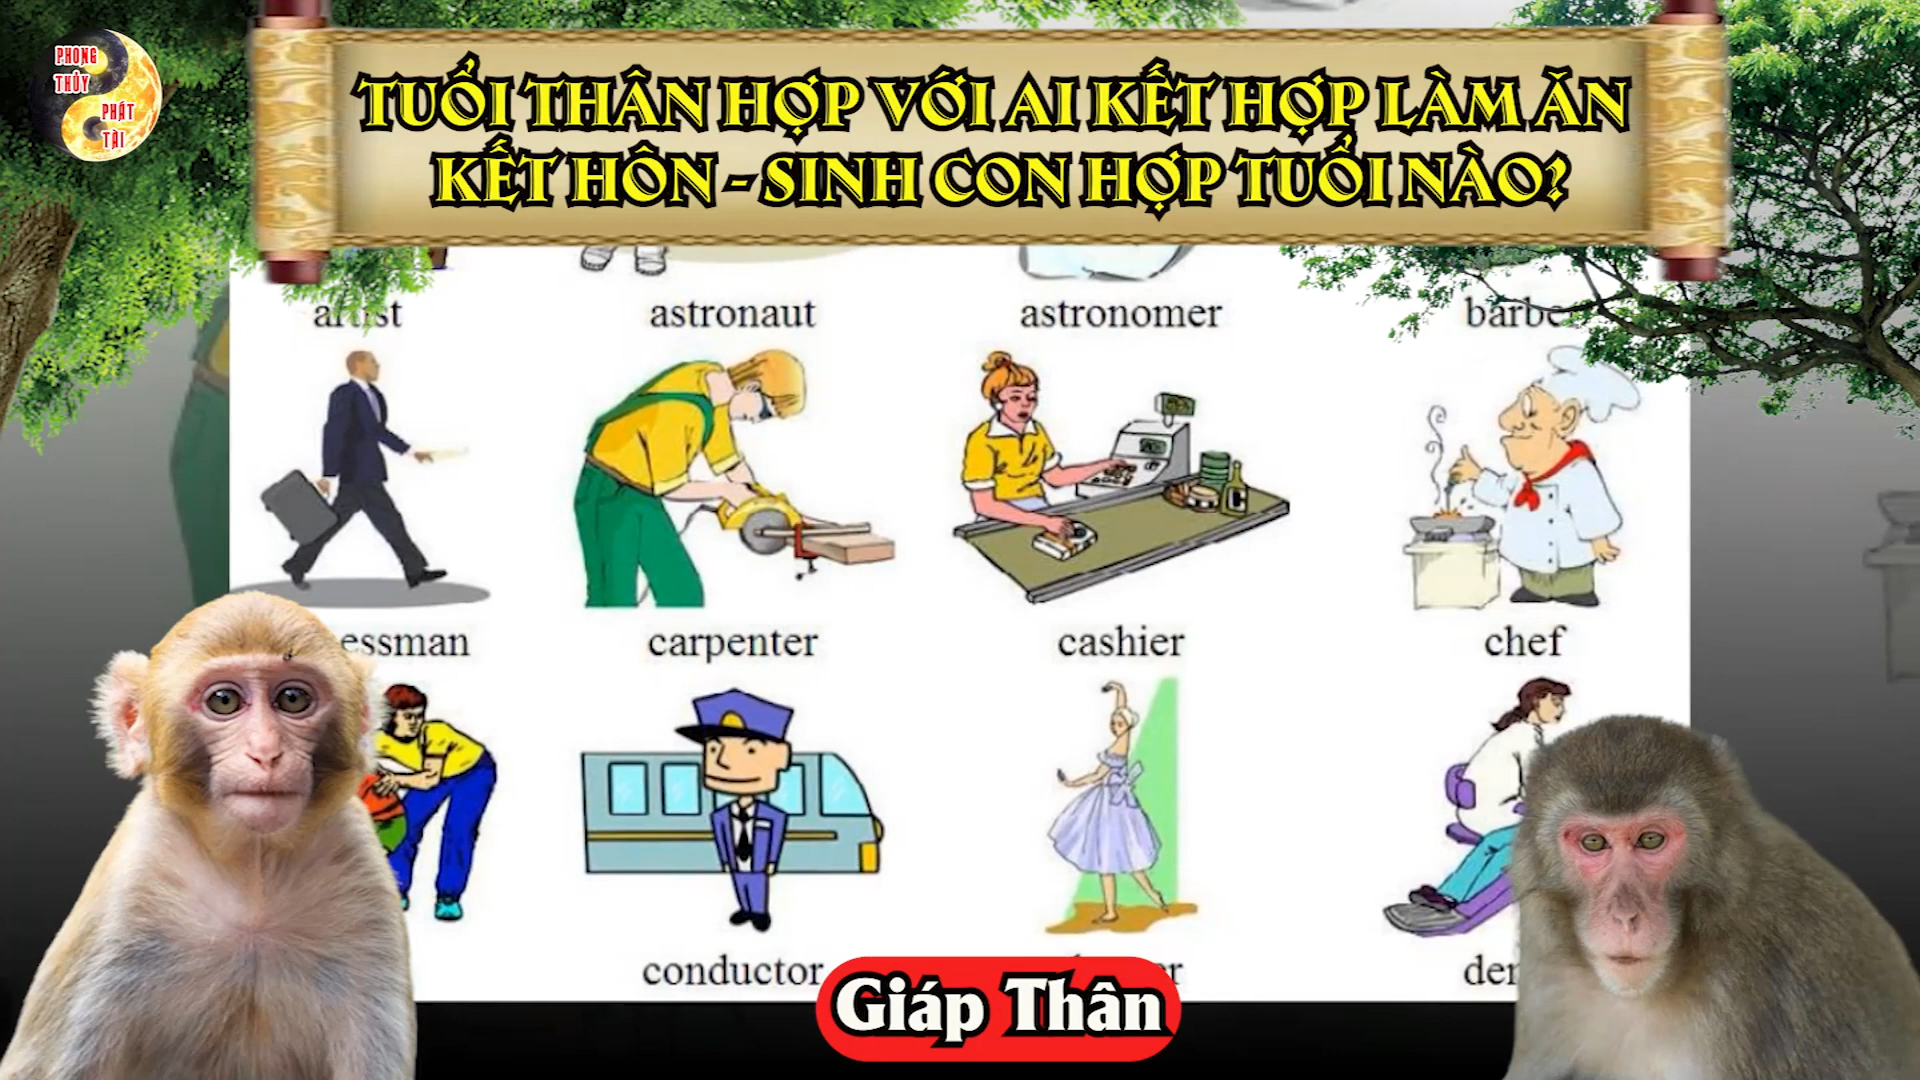 PHONG
THỦY
PHÁT
TÀI
TUỔI THÂN HỢP VỚI AI KẾT HỢP LÀM ĂN
KẾT HÔN - SINH CON HỢP TUỔI NÀO?
artist astronaut astronomer
carpenter cashier chef
conductor
Giáp Thân